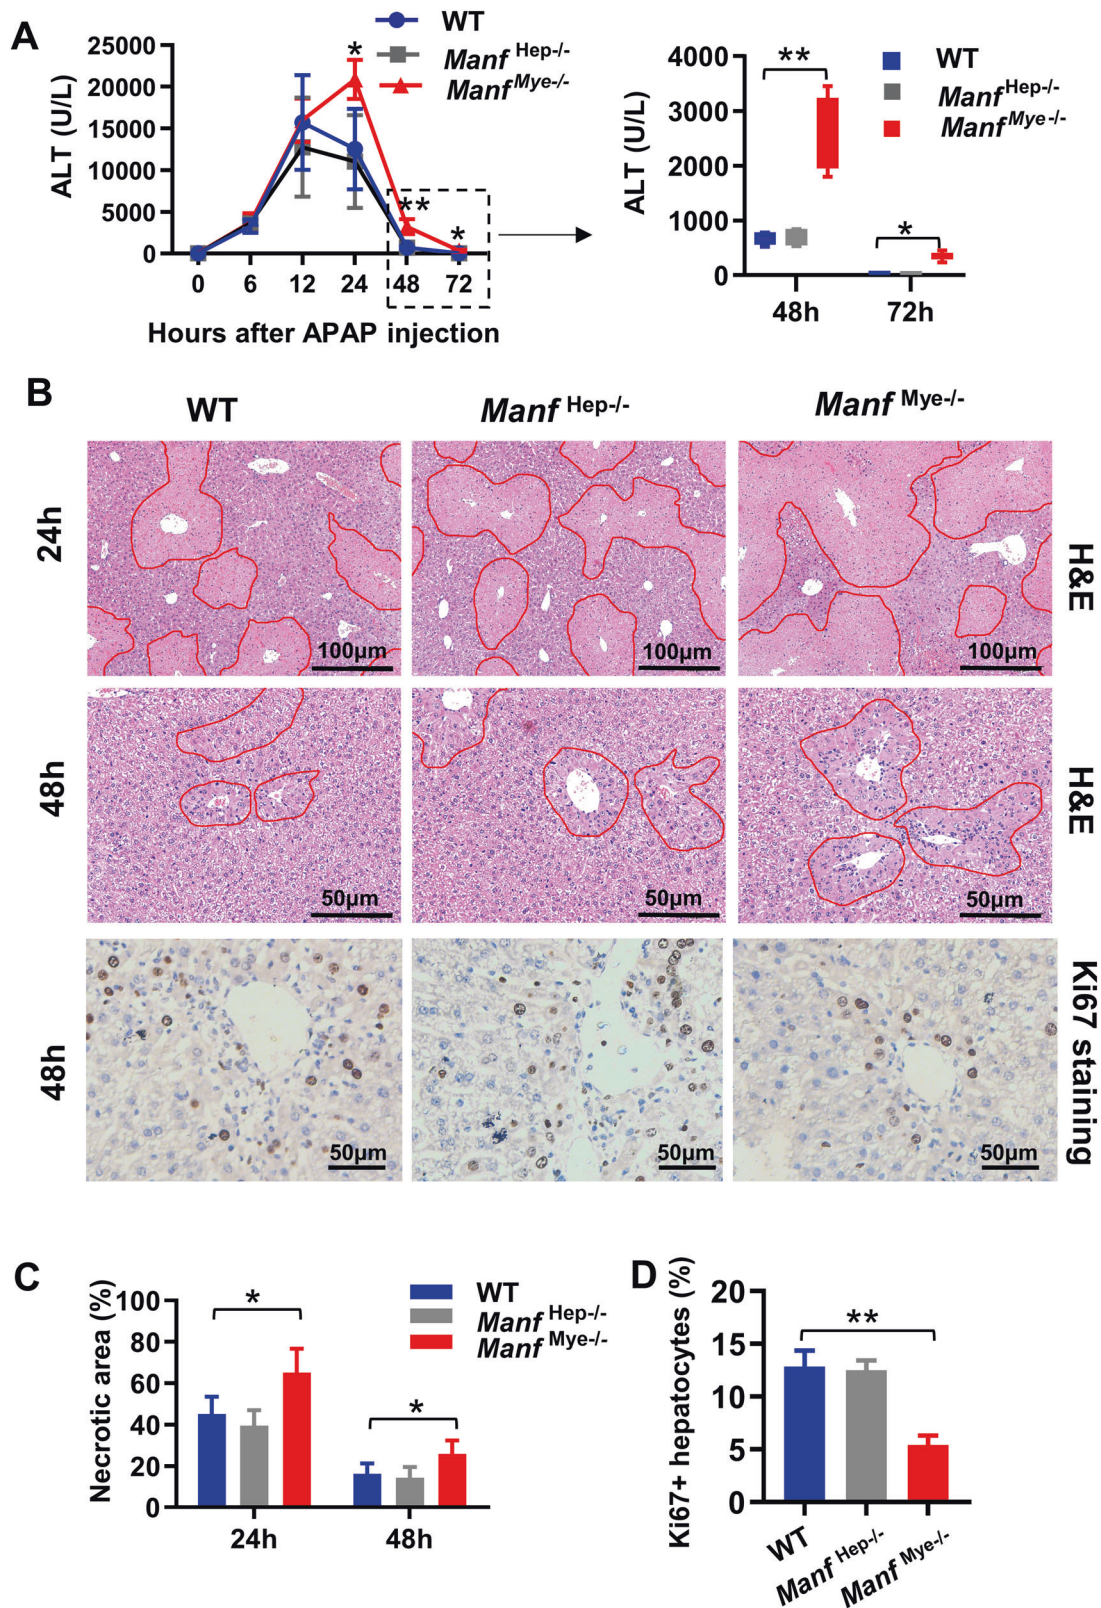 A
WT
Manf Hep-/-
Manf Mye-/-
ALT (U/L)
25000
20000
15000
10000
5000
0
*
**
*
0 6 12 24 48 72
Hours after APAP injection
WT
Manf Hep-/-
Manf Mye-/-
ALT (U/L)
4000
3000
2000
1000
0
**
*
48h 72h
B
WT Manf Hep-/- Manf Mye-/-
24h
100μm 100μm 100μm
H&E
48h
50μm 50μm 50μm
H&E
48h
50μm 50μm 50μm
Ki67 staining
C
WT
Manf Hep-/-
Manf Mye-/-
Necrotic area (%)
100
80
60
40
20
0
*
*
24h 48h
D
Ki67+ hepatocytes (%)
20
15
10
5
0
**
WT
Manf Hep-/-
Manf Mye-/-